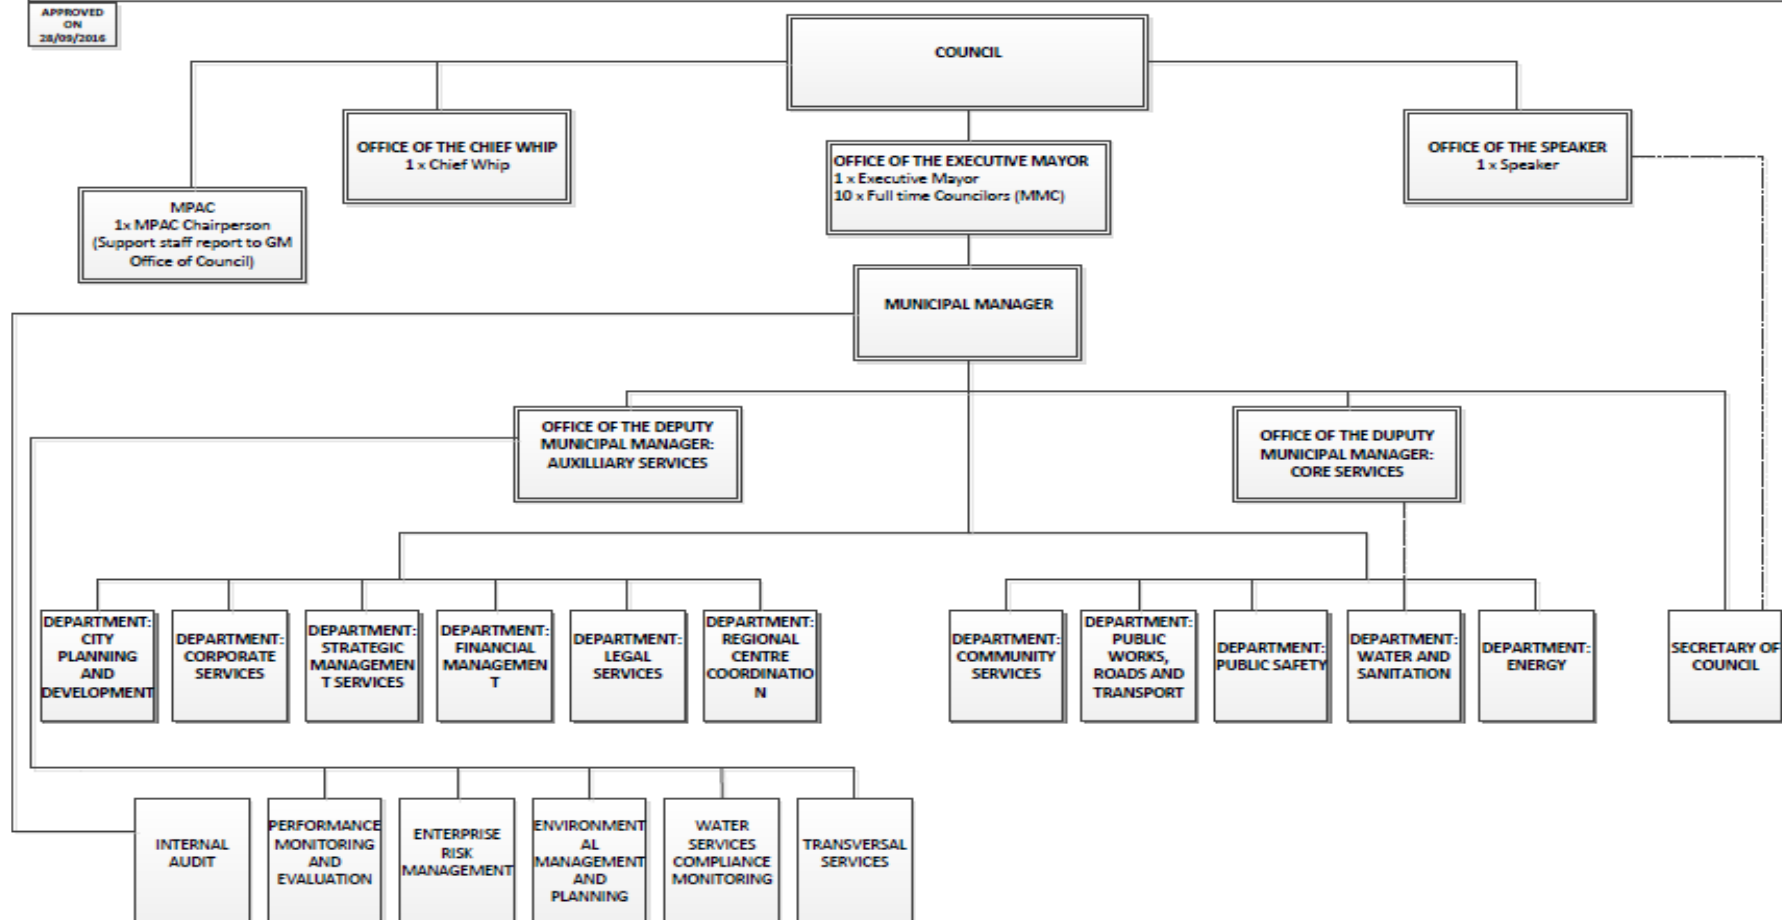 APPROVED
ON
28/09/2016
COUNCIL
OFFICE OF THE CHIEF WHIP
1 x Chief Whip
OFFICE OF THE EXECUTIVE MAYOR
1 x Executive Mayor
10 x Full time Councilors (MMC)
OFFICE OF THE SPEAKER
1 x Speaker
MPAC
1x MPAC Chairperson
(Support staff report to GM
Office of Council)
MUNICIPAL MANAGER
OFFICE OF THE DEPUTY
MUNICIPAL MANAGER:
AUXILLIARY SERVICES
OFFICE OF THE DUPUTY
MUNICIPAL MANAGER:
CORE SERVICES
DEPARTMENT:
CITY
PLANNING
AND
DEVELOPMENT
DEPARTMENT:
CORPORATE
SERVICES
DEPARTMENT:
STRATEGIC
MANAGEMEN
T SERVICES
DEPARTMENT:
FINANCIAL
MANAGEMEN
T
DEPARTMENT:
LEGAL
SERVICES
DEPARTMENT:
REGIONAL
CENTRE
COORDINATIO
N
DEPARTMENT:
COMMUNITY
SERVICES
DEPARTMENT:
PUBLIC
WORKS,
ROADS AND
TRANSPORT
DEPARTMENT:
PUBLIC SAFETY
DEPARTMENT:
WATER AND
SANITATION
DEPARTMENT:
ENERGY
SECRETARY OF
COUNCIL
INTERNAL
AUDIT
PERFORMANCE
MONITORING
AND
EVALUATION
ENTERPRISE
RISK
MANAGEMENT
ENVIRONMENT
AL
MANAGEMENT
AND
PLANNING
WATER
SERVICES
COMPLIANCE
MONITORING
TRANSVERSAL
SERVICES